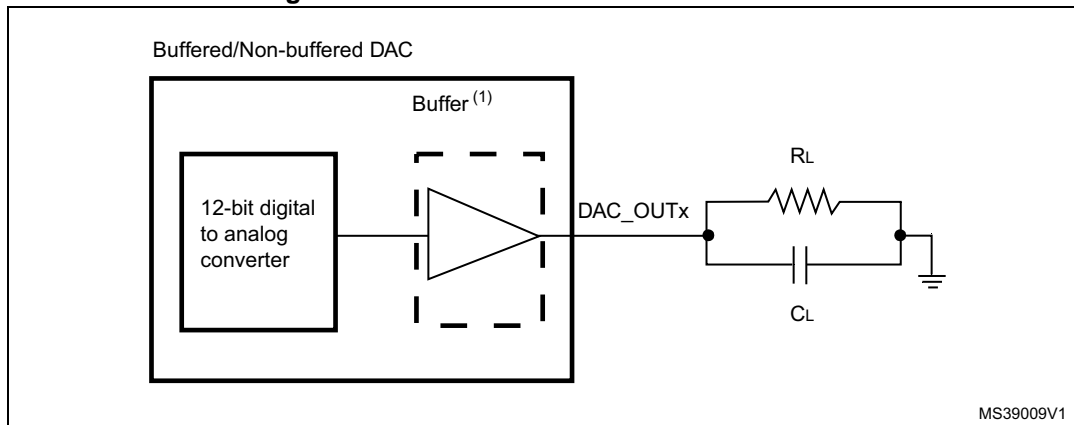 Buffered/Non-buffered DAC
Buffer (1)
12-bit digital
to analog
converter
DAC_OUTx
RL
CL
MS39009V1